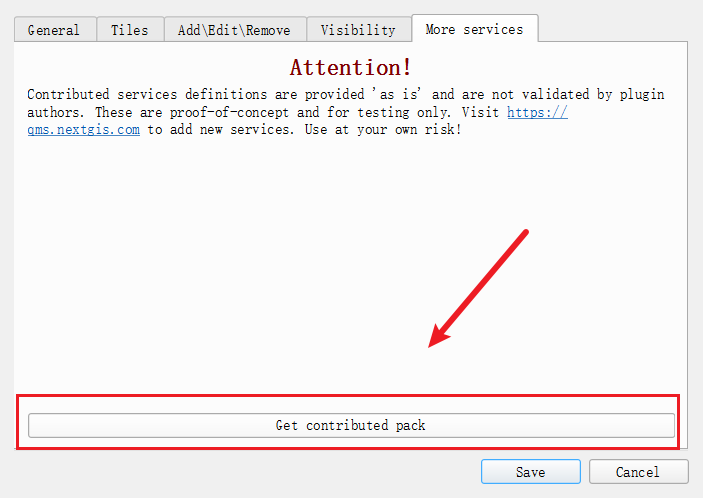 General Tiles Add\Edit\Remove Visibility More services
Attention!
Contributed services definitions are provided 'as is' and are not validated by plugin
authors. These are proof-of-concept and for testing only. Visit https://
qms.nextgis.com to add new services. Use at your own risk!
Get contributed pack
Save Cancel